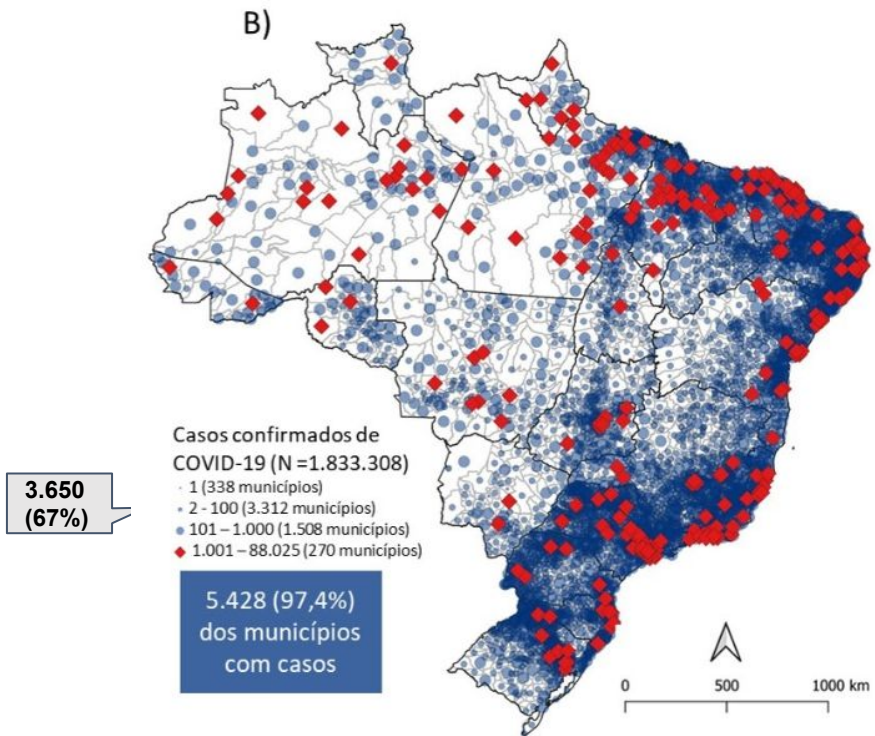 B)
Casos confirmados de
COVID-19 (N =1.833.308)
1 (338 municípios)
2 - 100 (3.312 municípios)
101 – 1.000 (1.508 municípios)
1.001 – 88.025 (270 municípios)
3.650
(67%)
5.428 (97,4%)
dos municípios
com casos
0 500 1000 km